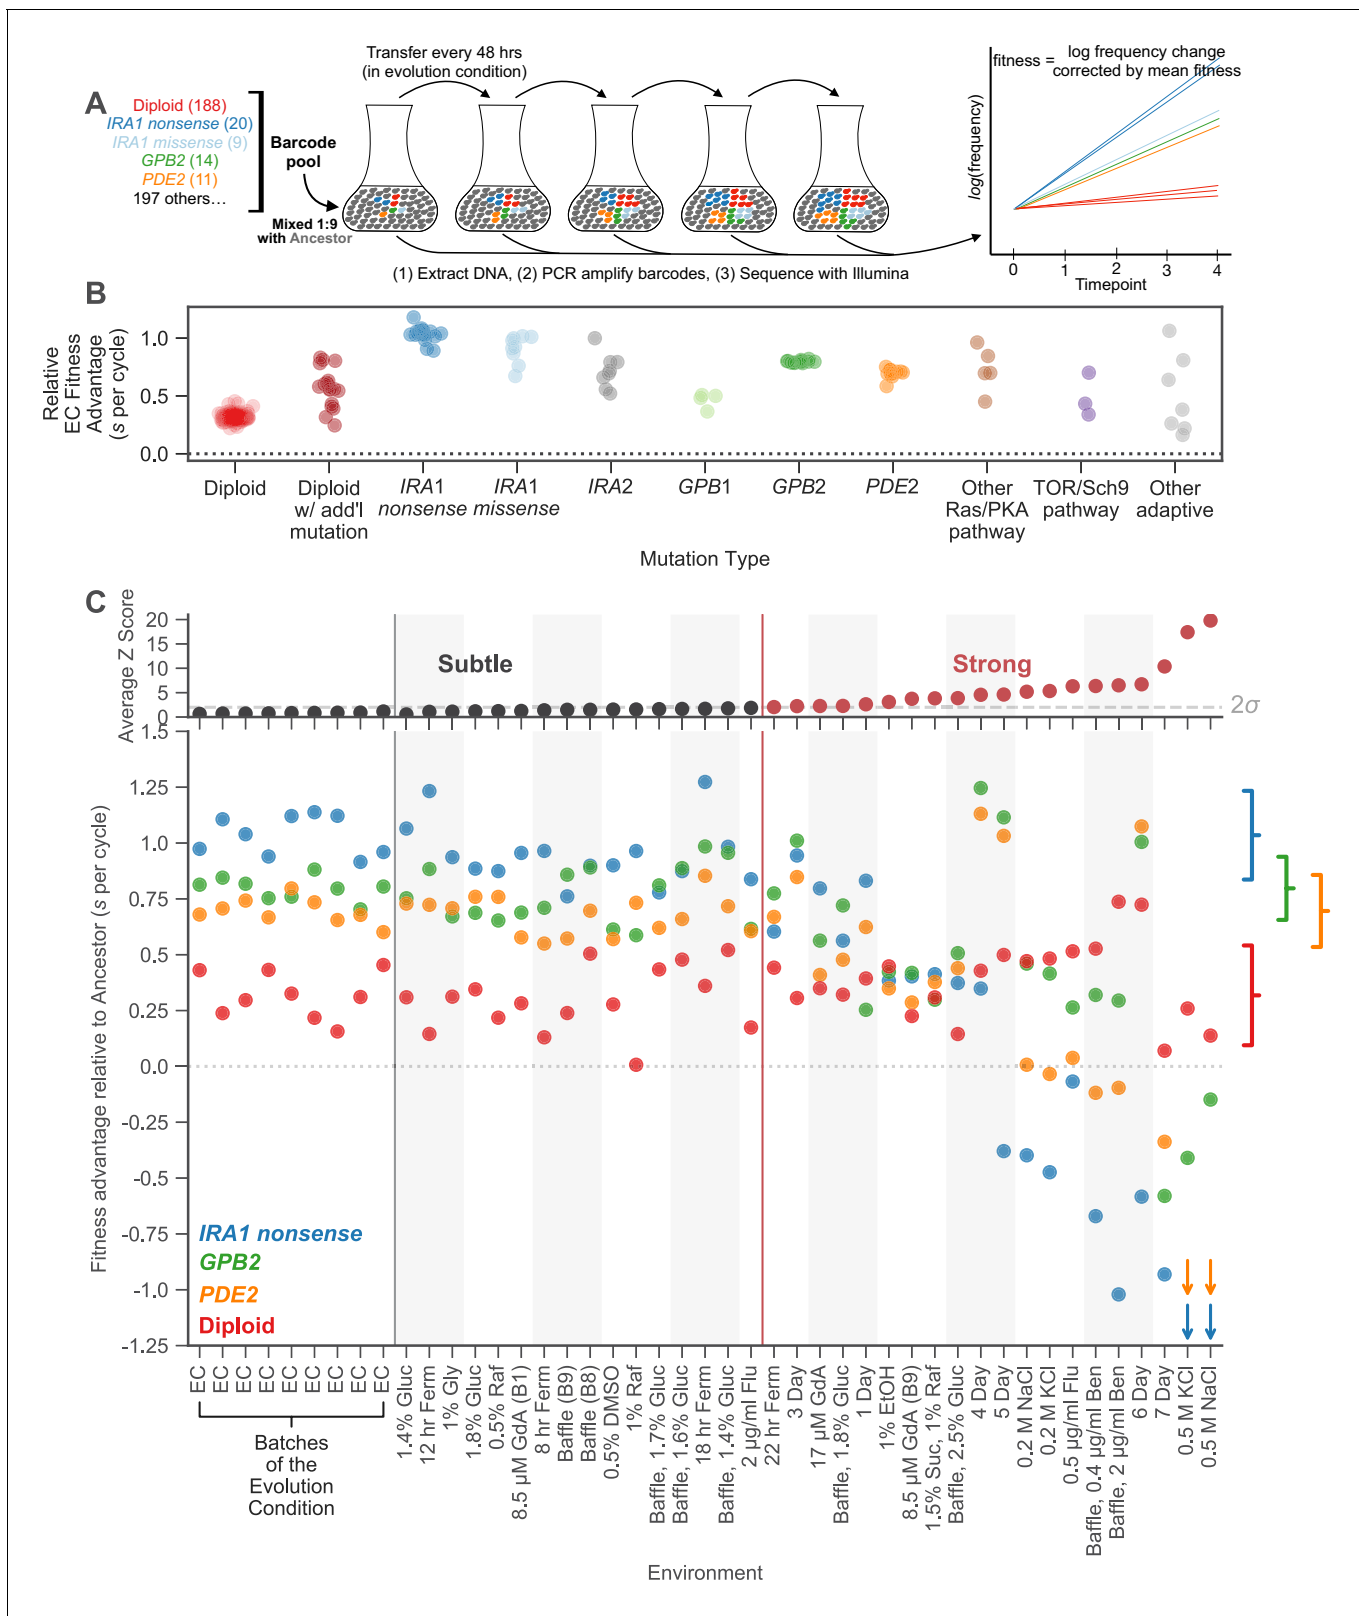 A
Transfer every 48 hrs
(in evolution condition)
Diploid (188)
IRA1 nonsense (20)
IRA1 missense (9)
GPB2 (14)
PDE2 (11)
197 others...
Barcode
pool
Mixed 1:9
with Ancestor
(1) Extract DNA, (2) PCR amplify barcodes, (3) Sequence with Illumina
fitness = log frequency change
corrected by mean fitness
log(frequency)
0 1 2 3 4
Timepoint
B
Relative
EC Fitness
Advantage
(s per cycle)
1.0
0.5
0.0
Diploid
Diploid
w/ add'l
mutation
IRA1
nonsense
IRA1
missense
IRA2
GPB1
GPB2
PDE2
Other
Ras/PKA
pathway
TOR/Sch9
pathway
Other
adaptive
Mutation Type
C
Average Z Score
20
15
10
5
0
Subtle
Strong
2σ
Fitness advantage relative to Ancestor (s per cycle)
1.5
1.25
1.0
0.75
0.5
0.25
0.0
-0.25
-0.5
-0.75
-1.0
-1.25
IRA1 nonsense
GPB2
PDE2
Diploid
EC
EC
EC
EC
EC
EC
EC
EC
EC
1.4% Gluc
12 hr Ferm
1% Gly
1.8% Gluc
0.5% Raf
8.5 µM GdA (B1)
8 hr Ferm
Baffle (B9)
Baffle (B8)
0.5% DMSO
1% Raf
Baffle, 1.7% Gluc
Baffle, 1.6% Gluc
18 hr Ferm
Baffle, 1.4% Gluc
2 µg/ml Flu
22 hr Ferm
3 Day
17 µM GdA
Baffle, 1.8% Gluc
1 Day
1% EtOH
8.5 µM GdA (B9)
1.5% Suc, 1% Raf
Baffle, 2.5% Gluc
4 Day
5 Day
0.2 M NaCl
0.2 M KCl
0.5 µg/ml Flu
Baffle, 0.4 µg/ml Ben
Baffle, 2 µg/ml Ben
6 Day
7 Day
0.5 M KCl
0.5 M NaCl
Batches
of the
Evolution
Condition
Environment